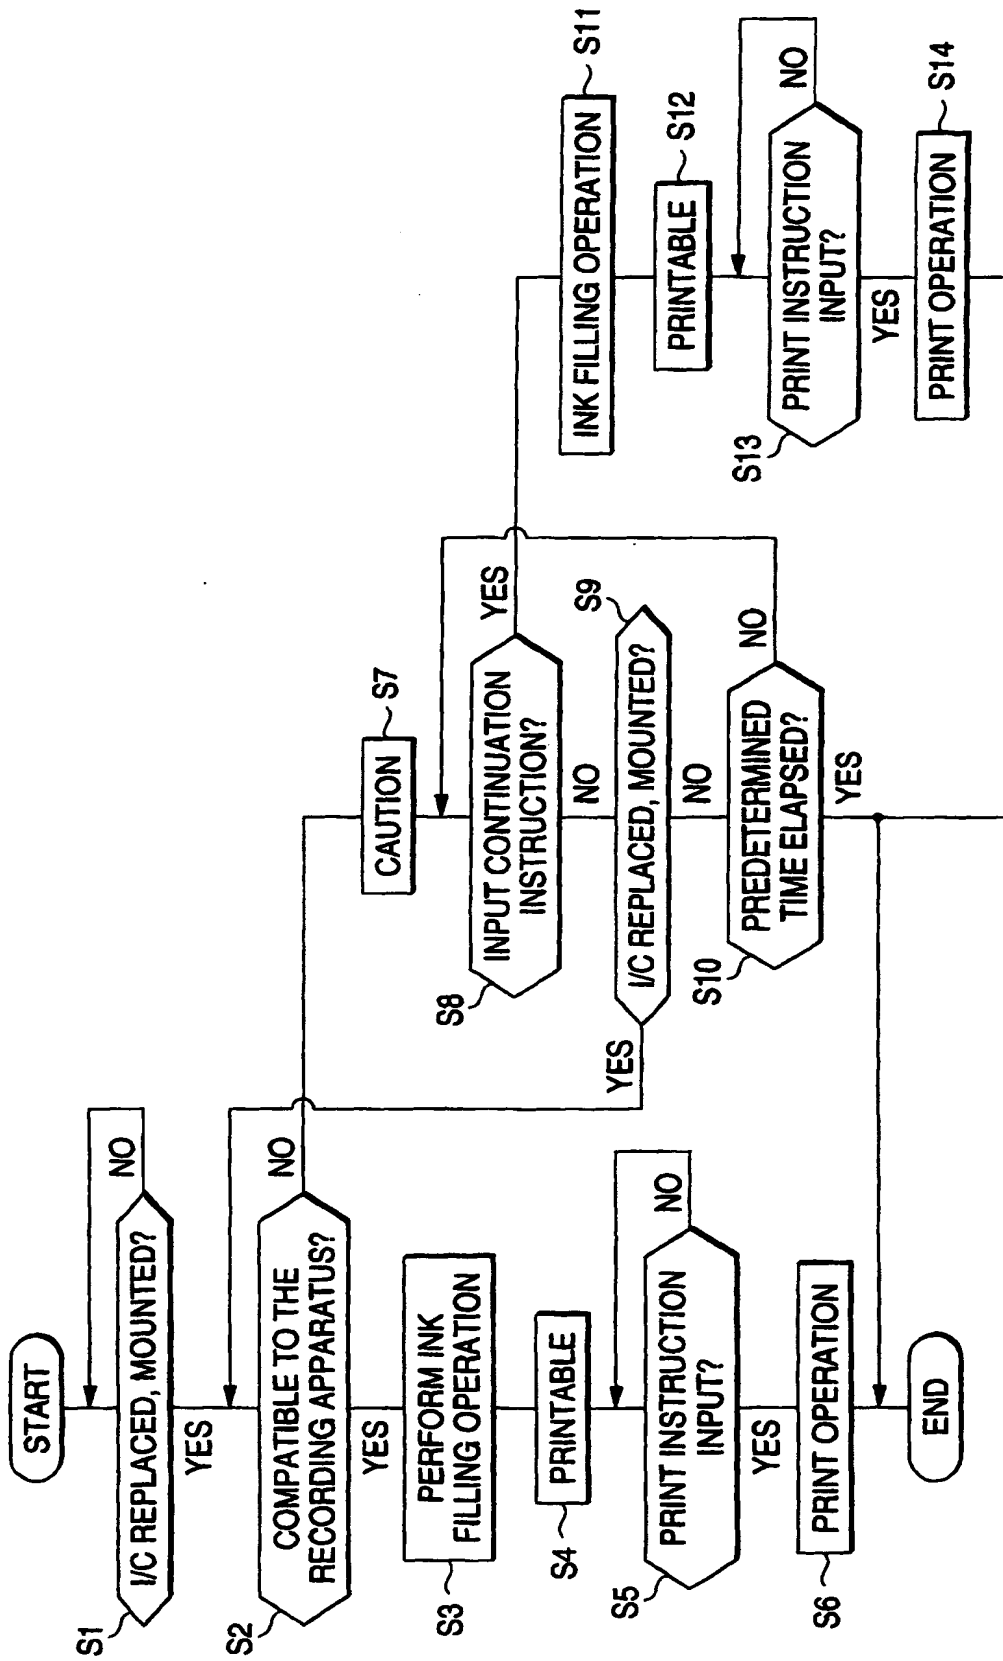 START
S1
I/C REPLACED, MOUNTED?
NO
YES
S2
COMPATIBLE TO THE
RECORDING APPARATUS?
NO
YES
S3
PERFORM INK
FILLING OPERATION
S4
PRINTABLE
S5
PRINT INSTRUCTION
INPUT?
NO
YES
S6
PRINT OPERATION
END
CAUTION
S7
S8
INPUT CONTINUATION
INSTRUCTION?
YES
NO
S9
I/C REPLACED, MOUNTED?
YES
NO
S10
PREDETERMINED
TIME ELAPSED?
NO
YES
INK FILLING OPERATION
S11
PRINTABLE
S12
S13
PRINT INSTRUCTION
INPUT?
NO
YES
PRINT OPERATION
S14